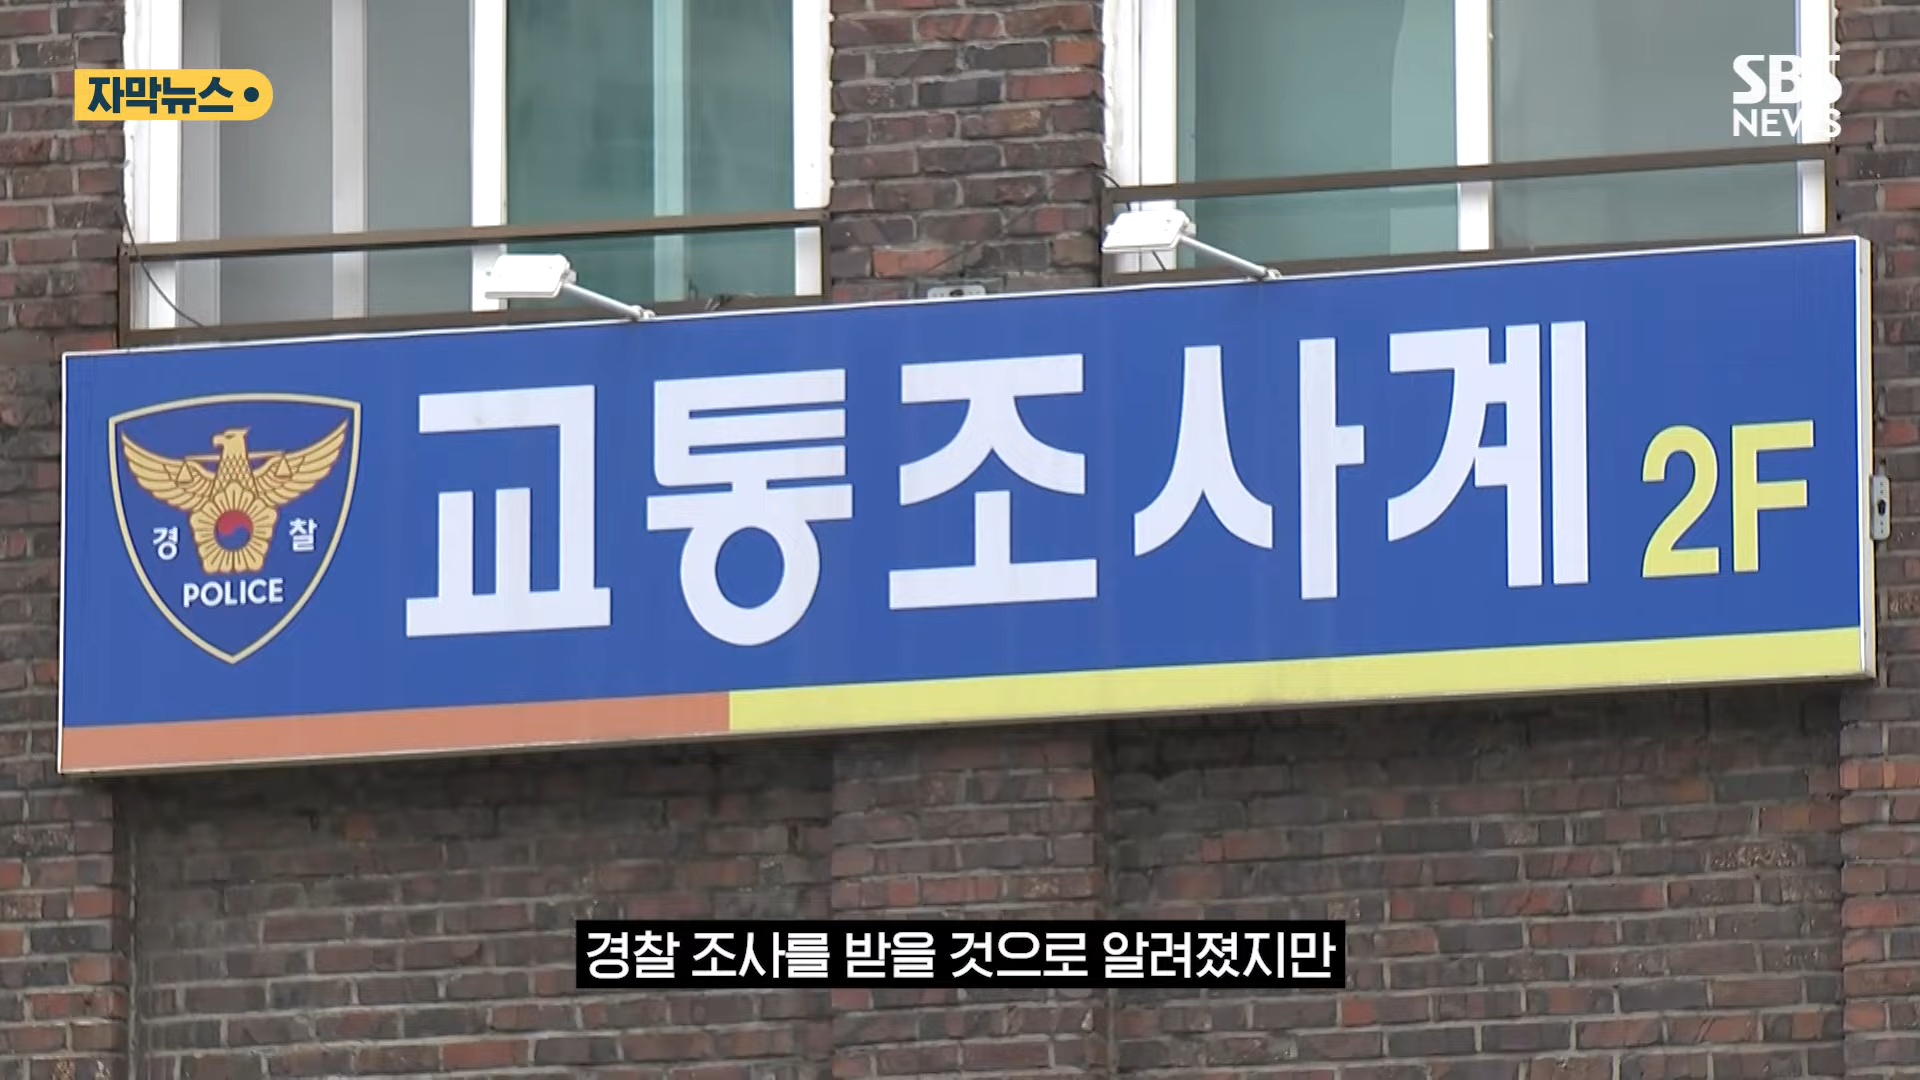 자막뉴스
SBS
NEWS
교통조사계 2F
경찰
POLICE
경찰 조사를 받을 것으로 알려졌지만